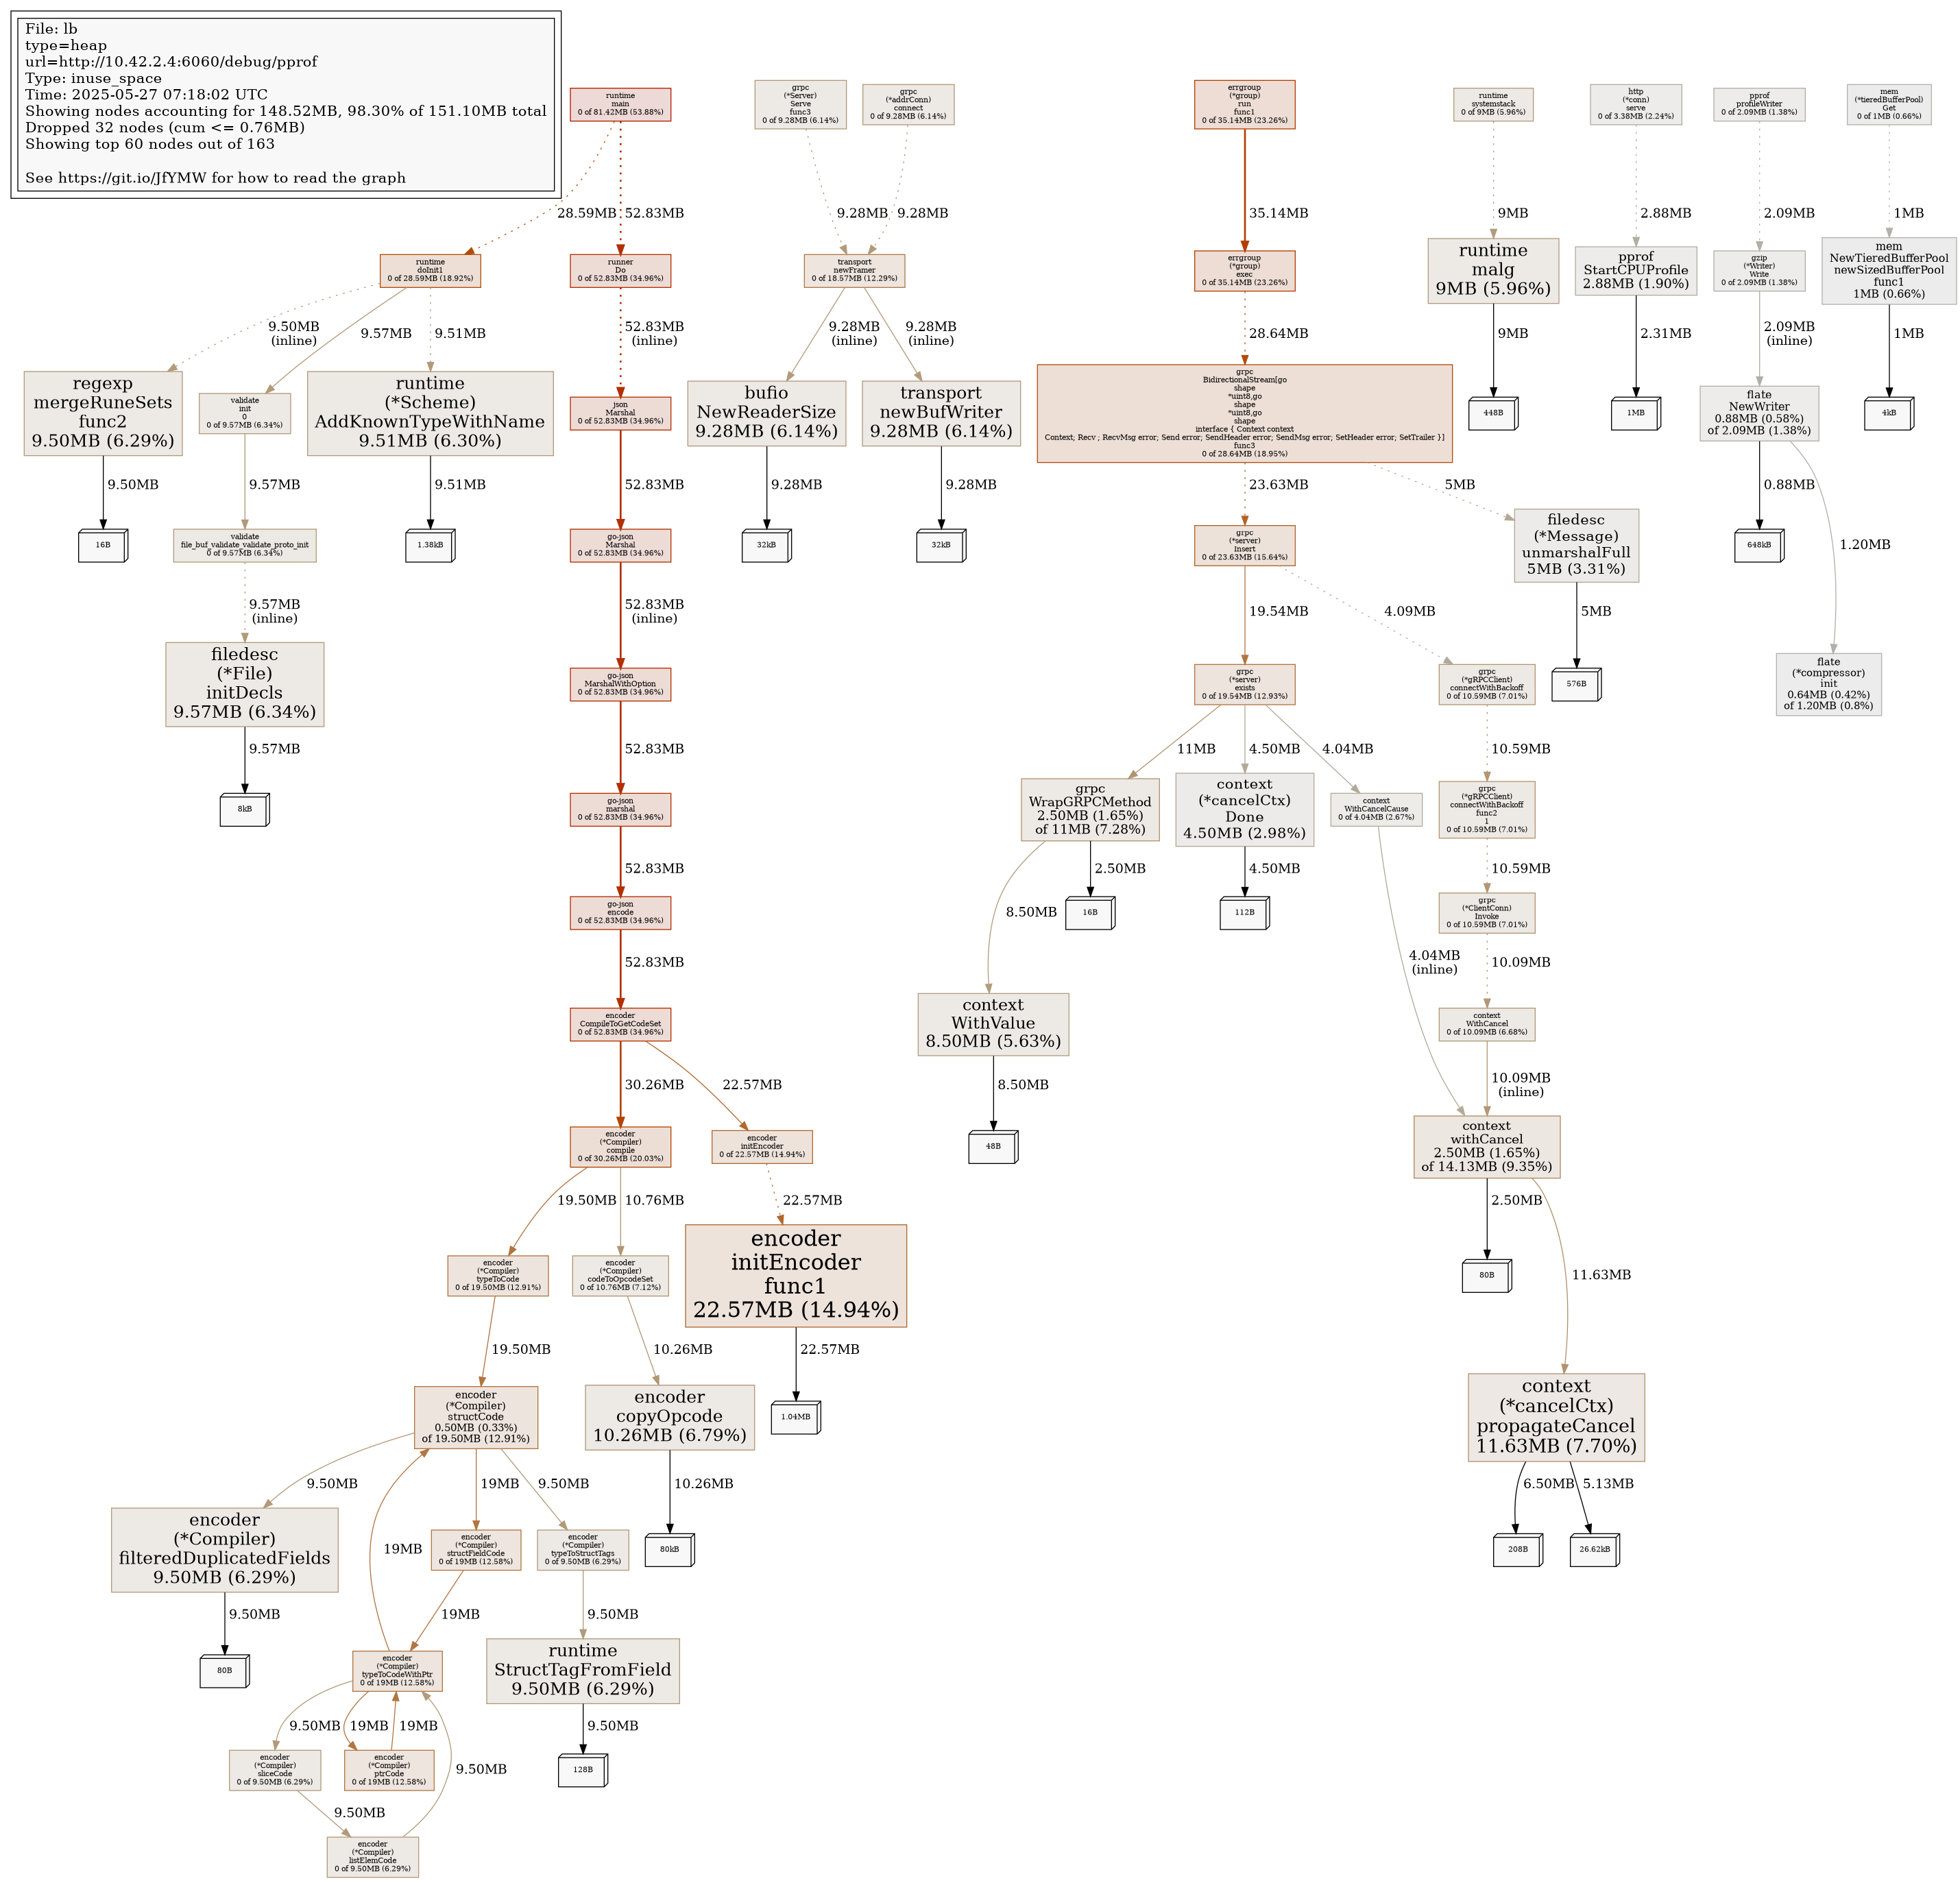 File: lb
type=heap
url=http://10.42.2.4:6060/debug/pprof
Type: inuse_space
Time: 2025-05-27 07:18:02 UTC
Showing nodes accounting for 148.52MB, 98.30% of 151.10MB total
Dropped 32 nodes (cum <= 0.76MB)
Showing top 60 nodes out of 163
See https://git.io/JfYMW for how to read the graph
runtime
main
0 of 81.42MB (53.88%)
grpc
(*Server)
Serve
func3
0 of 9.28MB (6.14%)
grpc
(*addrConn)
connect
0 of 9.28MB (6.14%)
errgroup
(*group)
run
func1
0 of 35.14MB (23.26%)
runtime
systemstack
0 of 9MB (5.96%)
http
(*conn)
serve
0 of 3.38MB (2.24%)
pprof
profileWriter
0 of 2.09MB (1.38%)
mem
(*tieredBufferPool)
Get
0 of 1MB (0.66%)
28.59MB
52.83MB
9.28MB
9.28MB
35.14MB
9MB
2.88MB
2.09MB
1MB
runtime
doInit1
0 of 28.59MB (18.92%)
runner
Do
0 of 52.83MB (34.96%)
transport
newFramer
0 of 18.57MB (12.29%)
errgroup
(*group)
exec
0 of 35.14MB (23.26%)
runtime
malg
9MB (5.96%)
pprof
StartCPUProfile
2.88MB (1.90%)
gzip
(*Writer)
Write
0 of 2.09MB (1.38%)
mem
NewTieredBufferPool
newSizedBufferPool
func1
1MB (0.66%)
9.50MB
(inline)
9.57MB
9.51MB
52.83MB
(inline)
9.28MB
(inline)
9.28MB
(inline)
28.64MB
9MB
2.31MB
2.09MB
(inline)
1MB
regexp
mergeRuneSets
func2
9.50MB (6.29%)
validate
init
0
0 of 9.57MB (6.34%)
runtime
(*Scheme)
AddKnownTypeWithName
9.51MB (6.30%)
json
Marshal
0 of 52.83MB (34.96%)
bufio
NewReaderSize
9.28MB (6.14%)
transport
newBufWriter
9.28MB (6.14%)
grpc
BidirectionalStream[go
shape
*uint8,go
shape
*uint8,go
shape
interface { Context context
Context; Recv ; RecvMsg error; Send error; SendHeader error; SendMsg error; SetHeader error; SetTrailer }]
func3
0 of 28.64MB (18.95%)
448B
1MB
flate
NewWriter
0.88MB (0.58%)
of 2.09MB (1.38%)
4kB
9.50MB
9.57MB
9.51MB
52.83MB
9.28MB
9.28MB
23.63MB
5MB
0.88MB
1.20MB
16B
validate
file_buf_validate_validate_proto_init
0 of 9.57MB (6.34%)
1.38kB
go-json
Marshal
0 of 52.83MB (34.96%)
32kB
32kB
grpc
(*server)
Insert
0 of 23.63MB (15.64%)
filedesc
(*Message)
unmarshalFull
5MB (3.31%)
648kB
9.57MB
(inline)
52.83MB
(inline)
19.54MB
4.09MB
5MB
filedesc
(*File)
initDecls
9.57MB (6.34%)
go-json
MarshalWithOption
0 of 52.83MB (34.96%)
grpc
(*server)
exists
0 of 19.54MB (12.93%)
grpc
(*gRPCClient)
connectWithBackoff
0 of 10.59MB (7.01%)
576B
flate
(*compressor)
init
0.64MB (0.42%)
of 1.20MB (0.8%)
9.57MB
52.83MB
11MB
4.50MB
4.04MB
10.59MB
8kB
go-json
marshal
0 of 52.83MB (34.96%)
grpc
WrapGRPCMethod
2.50MB (1.65%)
of 11MB (7.28%)
context
(*cancelCtx)
Done
4.50MB (2.98%)
context
WithCancelCause
0 of 4.04MB (2.67%)
grpc
(*gRPCClient)
connectWithBackoff
func2
1
0 of 10.59MB (7.01%)
52.83MB
8.50MB
2.50MB
4.50MB
10.59MB
go-json
encode
0 of 52.83MB (34.96%)
16B
112B
grpc
(*ClientConn)
Invoke
0 of 10.59MB (7.01%)
52.83MB
4.04MB
(inline)
10.09MB
encoder
CompileToGetCodeSet
0 of 52.83MB (34.96%)
context
WithValue
8.50MB (5.63%)
context
WithCancel
0 of 10.09MB (6.68%)
30.26MB
22.57MB
8.50MB
10.09MB
(inline)
encoder
(*Compiler)
compile
0 of 30.26MB (20.03%)
encoder
initEncoder
0 of 22.57MB (14.94%)
48B
context
withCancel
2.50MB (1.65%)
of 14.13MB (9.35%)
19.50MB
10.76MB
22.57MB
2.50MB
11.63MB
encoder
(*Compiler)
typeToCode
0 of 19.50MB (12.91%)
encoder
(*Compiler)
codeToOpcodeSet
0 of 10.76MB (7.12%)
encoder
initEncoder
func1
22.57MB (14.94%)
80B
19.50MB
10.26MB
22.57MB
encoder
(*Compiler)
structCode
0.50MB (0.33%)
of 19.50MB (12.91%)
encoder
copyOpcode
10.26MB (6.79%)
1.04MB
context
(*cancelCtx)
propagateCancel
11.63MB (7.70%)
9.50MB
19MB
9.50MB
10.26MB
6.50MB
5.13MB
encoder
(*Compiler)
filteredDuplicatedFields
9.50MB (6.29%)
19MB
encoder
(*Compiler)
structFieldCode
0 of 19MB (12.58%)
encoder
(*Compiler)
typeToStructTags
0 of 9.50MB (6.29%)
80kB
208B
26.62kB
9.50MB
19MB
9.50MB
80B
encoder
(*Compiler)
typeToCodeWithPtr
0 of 19MB (12.58%)
runtime
StructTagFromField
9.50MB (6.29%)
9.50MB
19MB
19MB
9.50MB
9.50MB
encoder
(*Compiler)
sliceCode
0 of 9.50MB (6.29%)
encoder
(*Compiler)
ptrCode
0 of 19MB (12.58%)
128B
9.50MB
encoder
(*Compiler)
listElemCode
0 of 9.50MB (6.29%)